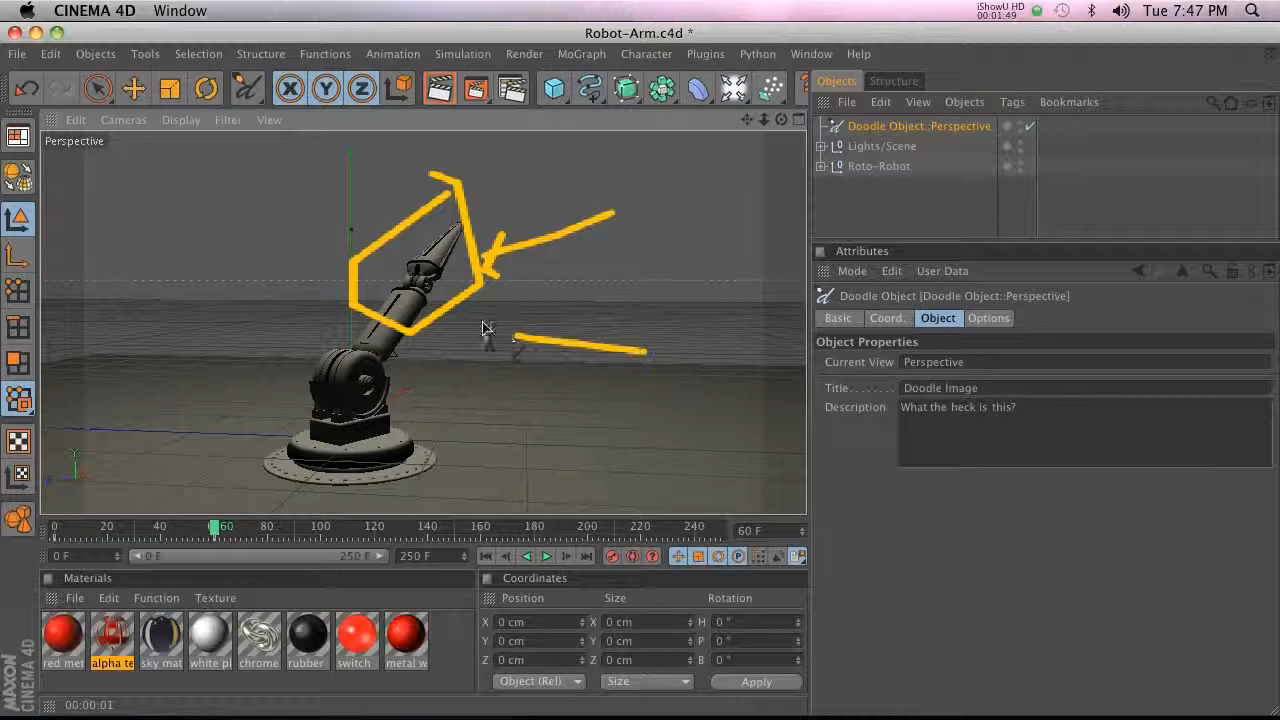 CINEMA 4D Window
iShowU HD
00:01:49
Tue 7:47 PM
Robot-Arm.c4d *
File Edit Objects Tools Selection Structure Functions Animation Simulation Render MoGraph Character Plugins Python Window Help
X Y Z
Objects Structure
Edit Cameras Display Filter View
File Edit View Objects Tags Bookmarks
Perspective
Doodle Object::Perspective
Lights/Scene
Roto-Robot
Attributes
Mode Edit User Data
Doodle Object [Doodle Object::Perspective]
Basic Coord. Object Options
Object Properties
Current View Perspective
Title Doodle Image
Description What the heck is this?
Y
0 20 40 60 80 100 120 140 160 180 200 220 240
60 F
0 F 0 F 250 F 250 F
Materials
File Edit Function Texture
red met alpha te sky mat white pl chrome rubber switch metal w
Coordinates
Position Size Rotation
X 0 cm X 0 cm H 0 °
Y 0 cm Y 0 cm P 0 °
Z 0 cm Z 0 cm B 0 °
Object (Rel) Size Apply
MAXON
CINEMA 4D
00:00:01